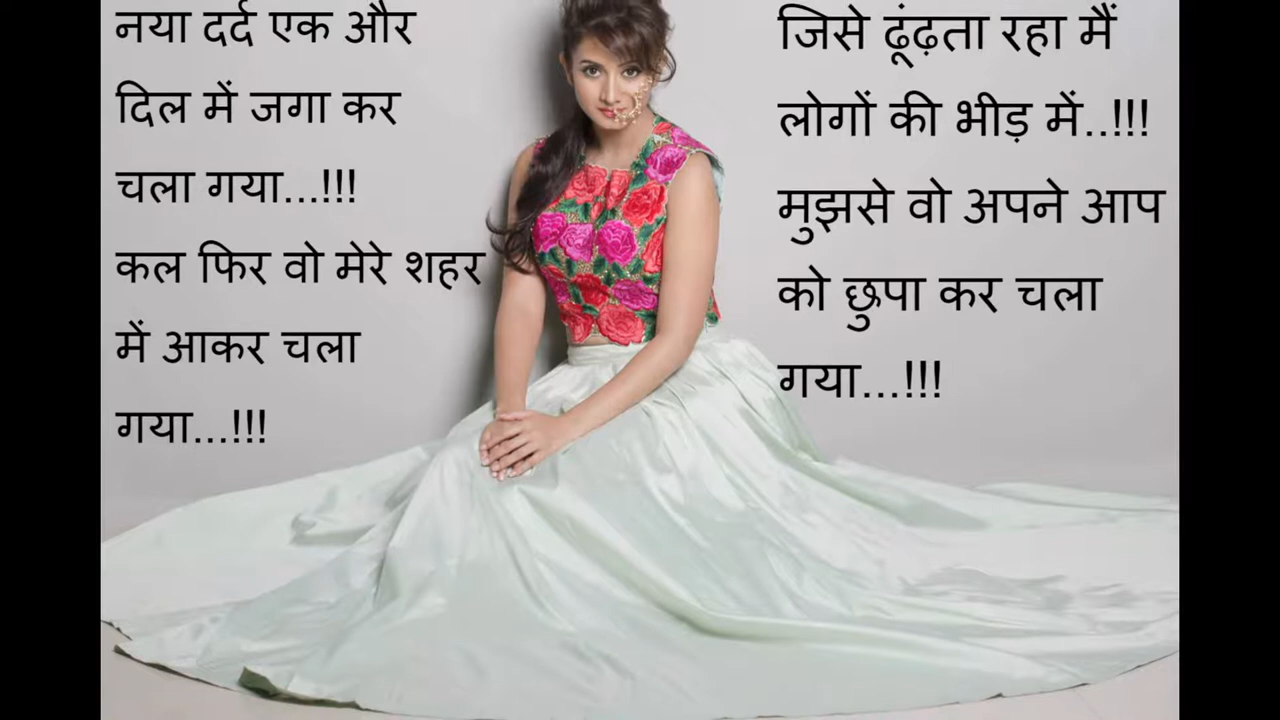 नया दर्द एक और
दिल में जगा कर
चला गया...!!!
कल फिर वो मेरे शहर
में आकर चला
गया...!!!
जिसे ढूंढ़ता रहा मैं
लोगों की भीड़ में..!!!
मुझसे वो अपने आप
को छुपा कर चला
गया...!!!